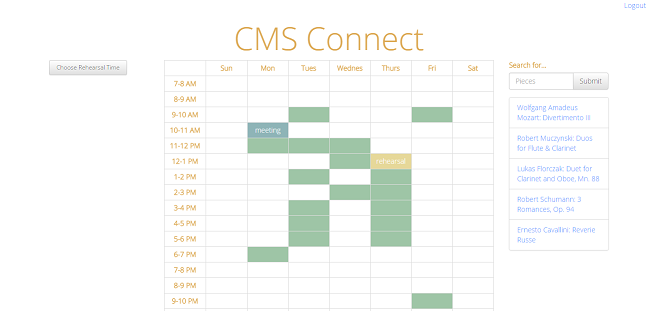 Logout
CMS Connect
Choose Rehearsal Time
Sun Mon Tues Wednes Thurs Fri Sat
7-8 AM
8-9 AM
9-10 AM
10-11 AM meeting
11-12 PM
12-1 PM rehearsal
1-2 PM
2-3 PM
3-4 PM
4-5 PM
5-6 PM
6-7 PM
7-8 PM
8-9 PM
9-10 PM
Search for...
Pieces Submit
Wolfgang Amadeus
Mozart: Divertimento III
Robert Muczynski: Duos
for Flute & Clarinet
Lukas Florczak: Duet for
Clarinet and Oboe, Mn. 88
Robert Schumann: 3
Romances, Op. 94
Ernesto Cavallini: Reverie
Russe